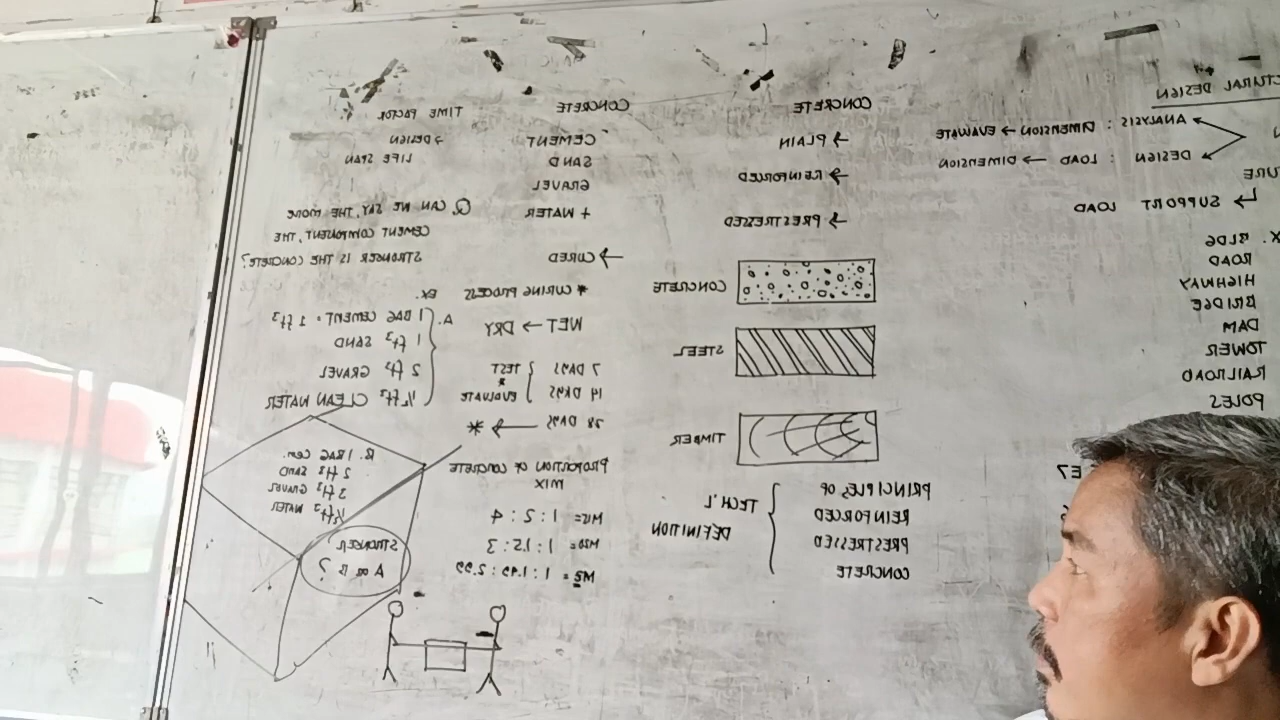 CTURAL DESIGN
ANALYSIS : DIMENSION → EVALUATE
DESIGN : LOAD → DIMENSION
URE
↳ SUPPORT LOAD
X. BLDG
ROAD
HIGHWAY
BRIDGE
DAM
TOWER
RAILROAD
POLES
CONCRETE
→ PLAIN
→ REINFORCED
→ PRESTRESSED
CONCRETE
STEEL
TIMBER
PRINCIPLES OF
REINFORCED
PRESTRESSED
CONCRETE
TECH'L
DEFINITION
CONCRETE
CEMENT
SAND
GRAVEL
+ WATER
→ CURED
* CURING PROCESS
WET → DRY
7 DAYS
14 DAYS
TEST
EVALUATE
28 DAYS → *
PROPORTION OF CONCRETE
MIX
M15= 1 : 2 : 4
M20= 1 : 1.5 : 3
M25= 1 : 1.49 : 2.99
TIME FACTOR
→ DESIGN
LIFE SPAN
Q. CAN WE SAY, THE MORE
CEMENT COMPONENT, THE
STRONGER IS THE CONCRETE?
EX.
A. 1 BAG CEMENT = 1 ft³
1 ft³ SAND
2 ft³ GRAVEL
1/2 ft³ CLEAN WATER
B. 1 BAG Cem.
2 ft³ SAND
3 ft³ GRAVEL
1/2 ft³ WATER
STRONGER
A or B ?